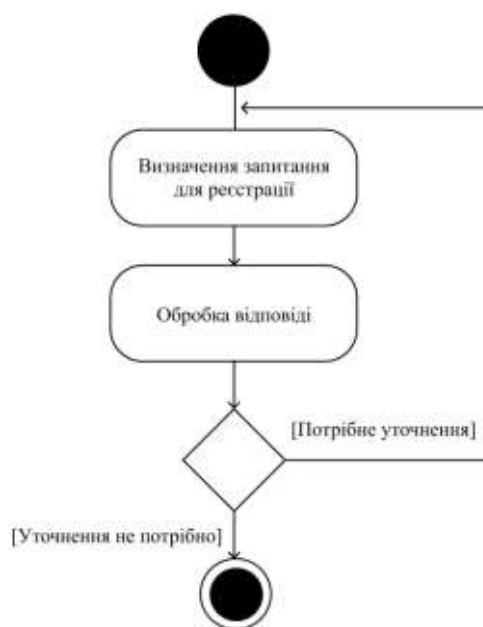 Визначення запитання
для реєстрації
Обробка відповіді
[Потрібне уточнення]
[Уточнення не потрібно]